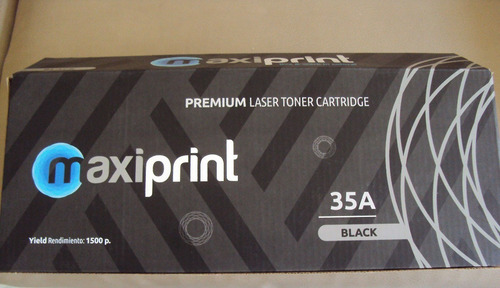 maxiprint
PREMIUM LASER TONER CARTRIDGE
maxiprint
35A
BLACK
Yield Rendimiento: 1500 p.